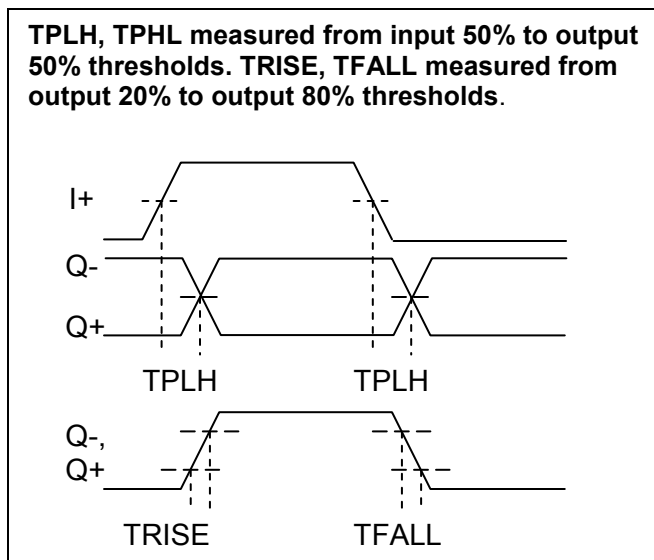 TPLH, TPHL measured from input 50% to output
50% thresholds. TRISE, TFALL measured from
output 20% to output 80% thresholds.
I+
Q-
Q+
TPLH TPLH
Q-,
Q+
TRISE TFALL